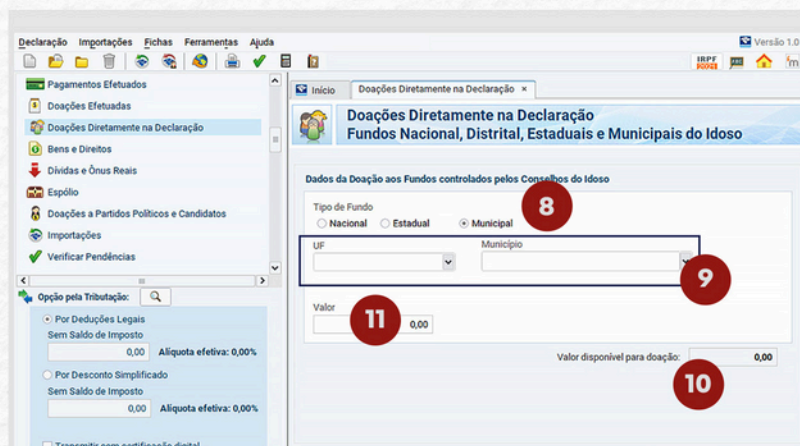 Declaração Importações Fichas Ferramentas Ajuda
Versão 1.0
IRPF
Pagamentos Efetuados
Doações Efetuadas
Doações Diretamente na Declaração
Bens e Direitos
Dívidas e Ônus Reais
Espólio
Doações a Partidos Políticos e Candidatos
Importações
Verificar Pendências
Opção pela Tributação:
Por Deduções Legais
Sem Saldo de Imposto
0,00 Alíquota efetiva: 0,00%
Por Desconto Simplificado
Sem Saldo de Imposto
0,00 Alíquota efetiva: 0,00%
Transmitir com certificação digital
Início Doações Diretamente na Declaração ×
Doações Diretamente na Declaração
Fundos Nacional, Distrital, Estaduais e Municipais do Idoso
Dados da Doação aos Fundos controlados pelos Conselhos do Idoso
Tipo de Fundo
Nacional Estadual Municipal
8
UF Município
9
Valor
11
0,00
Valor disponível para doação: 0,00
10